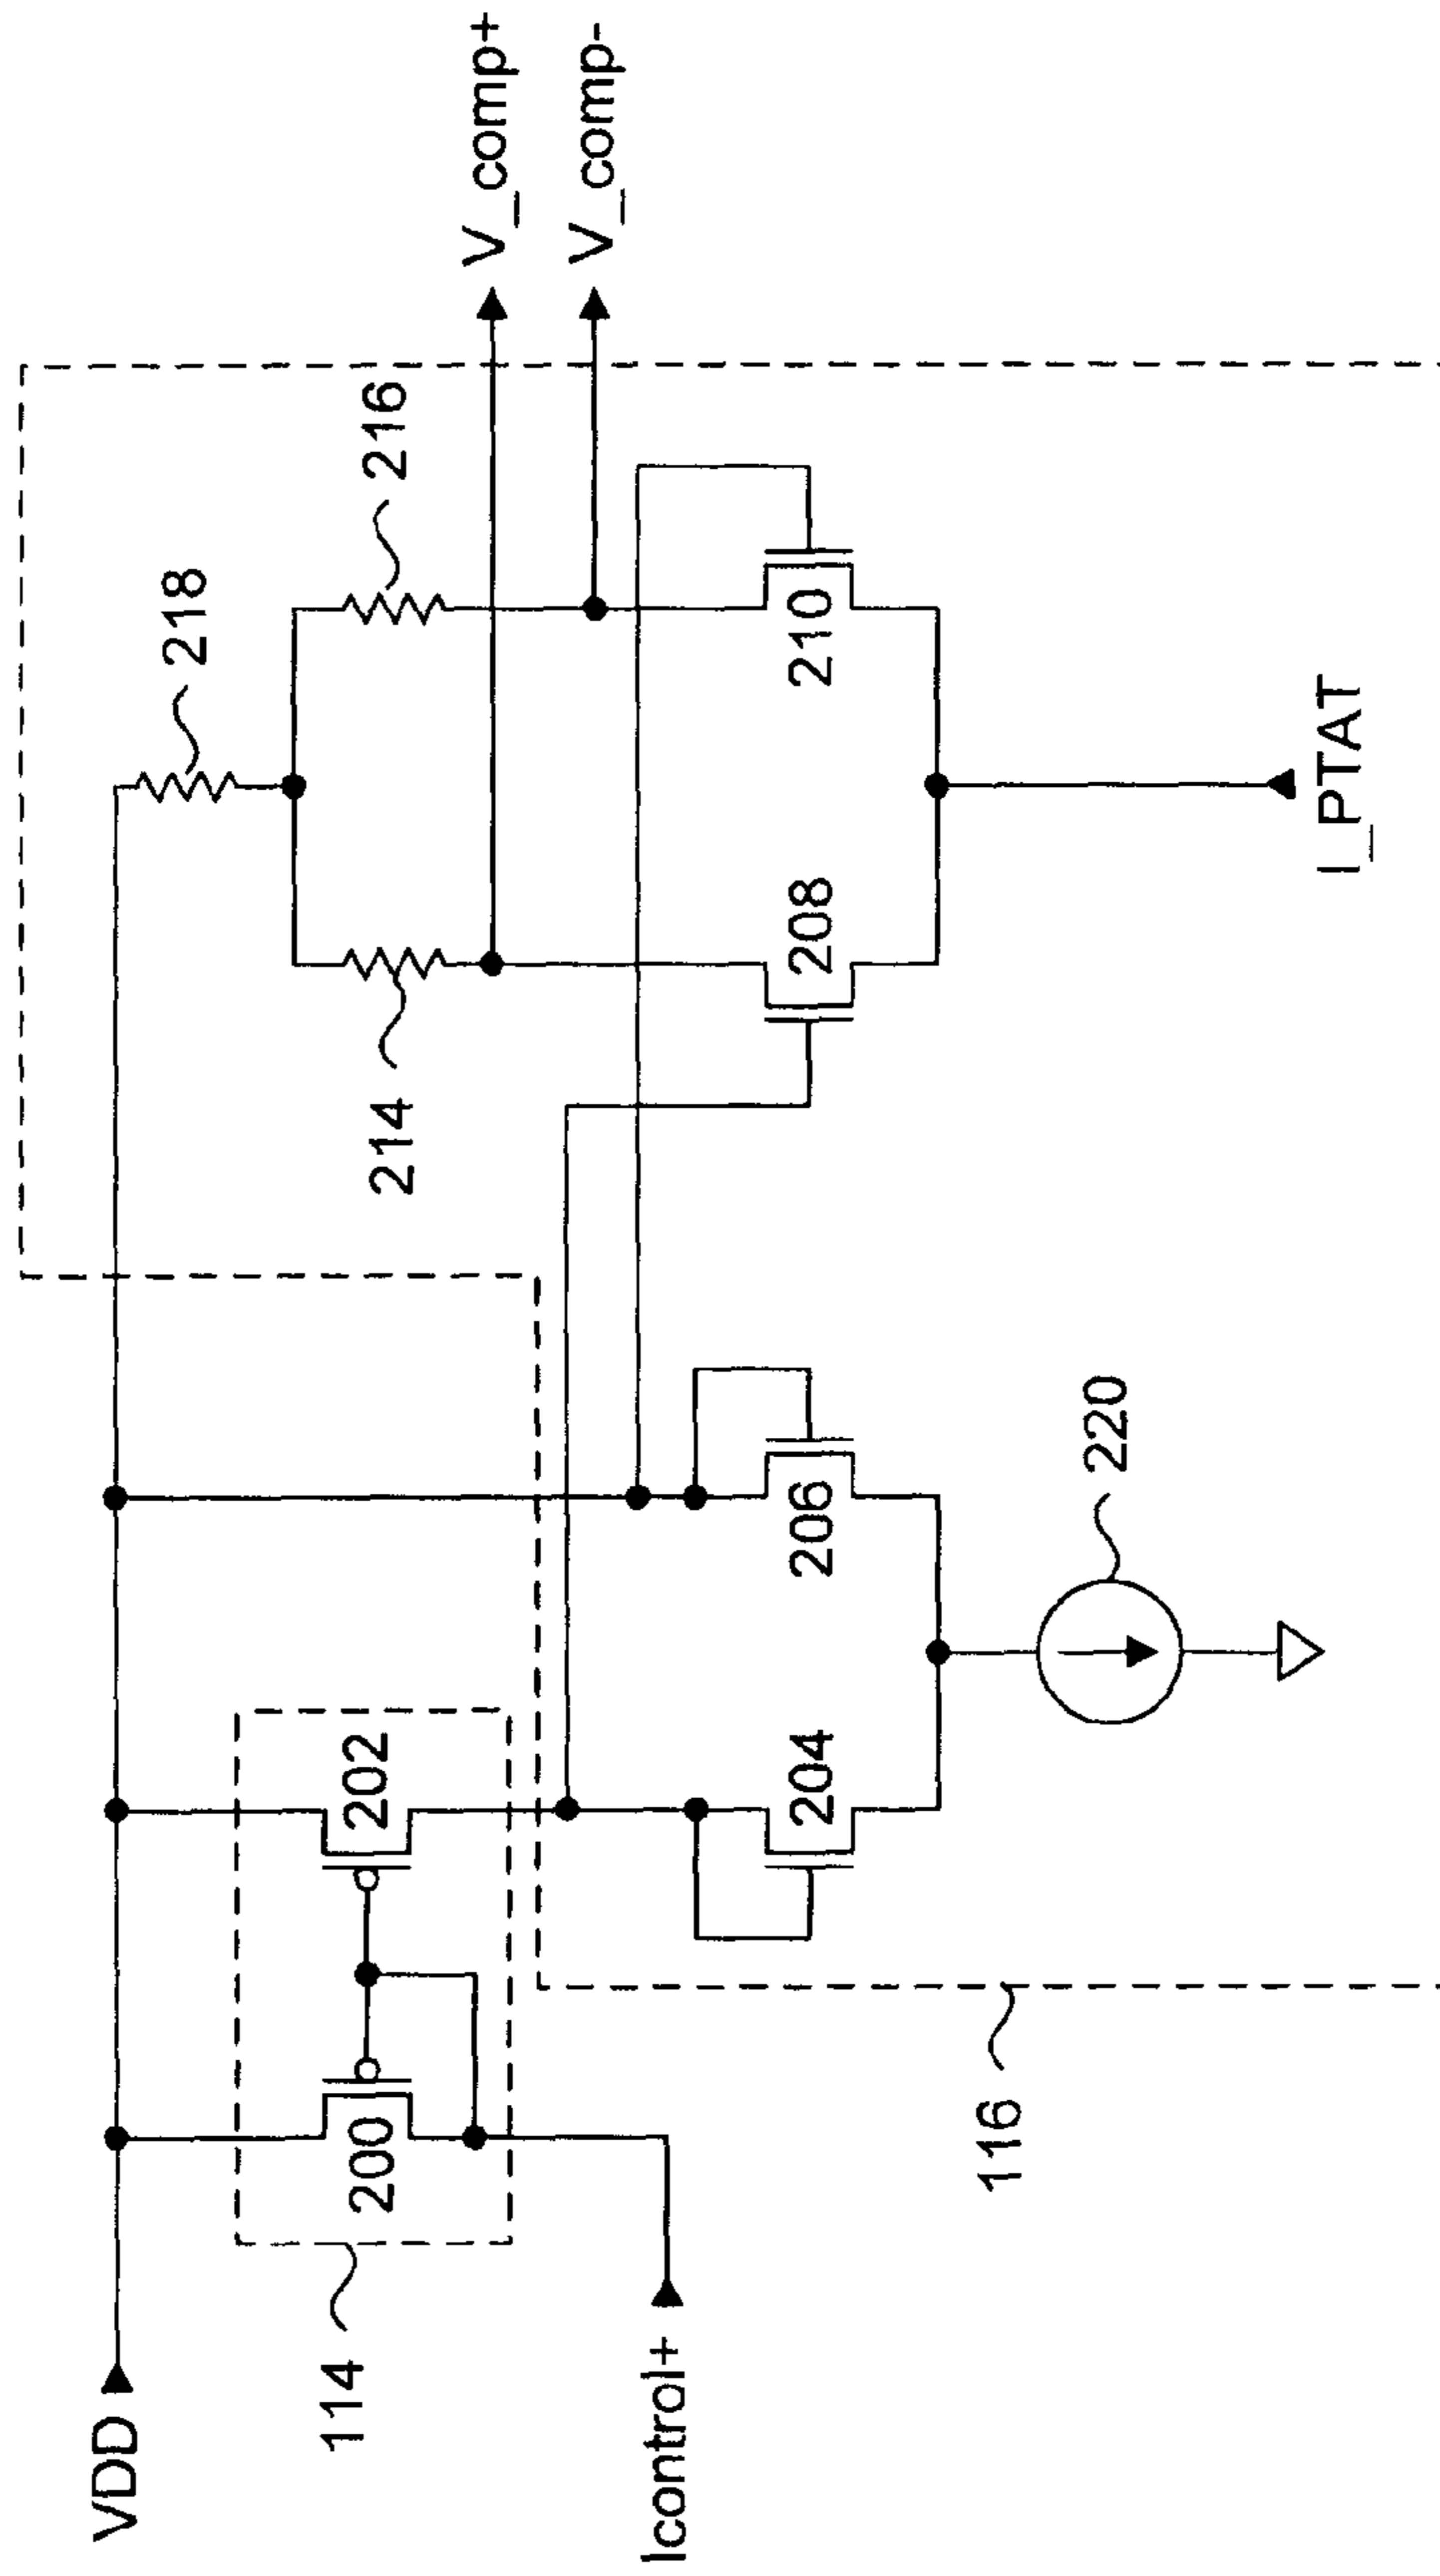 VDD
114
200
202
Icontrol+
116
204
206
220
218
214
216
208
210
V_comp+
V_comp-
I_PTAT